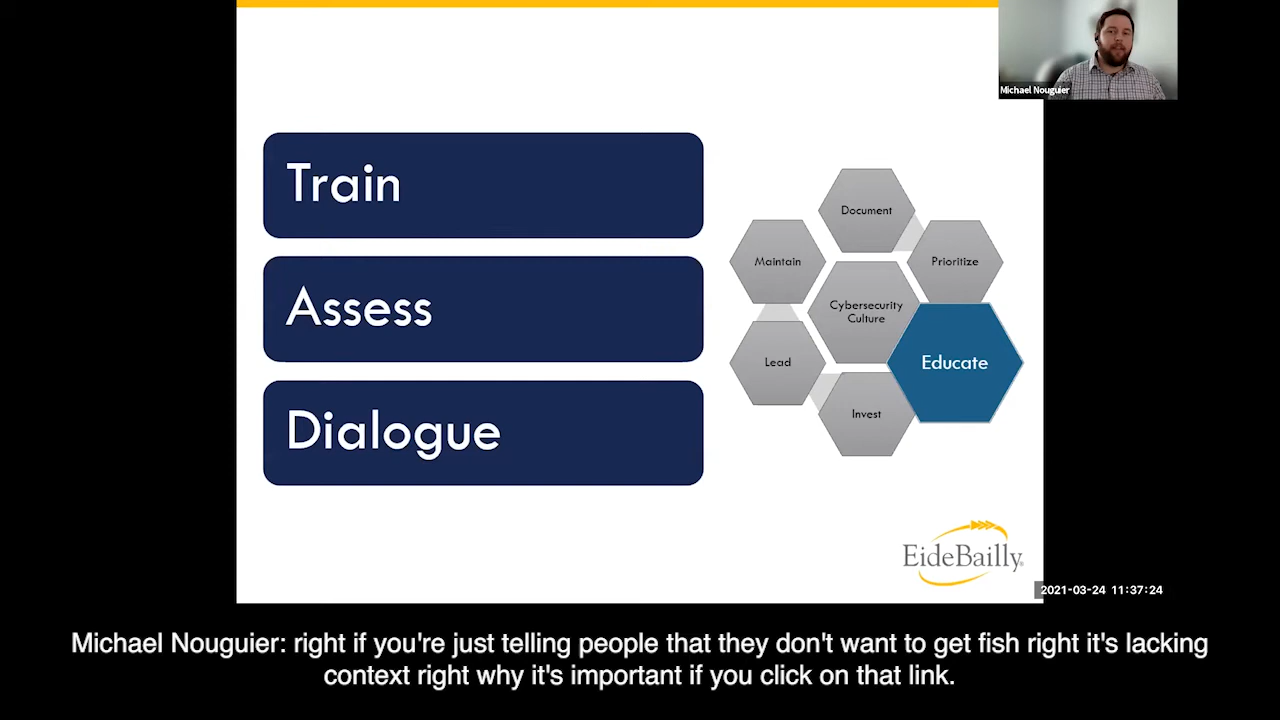 Michael Nouguier
Train
Assess
Dialogue
Document
Maintain
Prioritize
Cybersecurity
Culture
Lead
Educate
Invest
EideBailly®
2021-03-24 11:37:24
Michael Nouguier: right if you're just telling people that they don't want to get fish right it's lacking
context right why it's important if you click on that link.